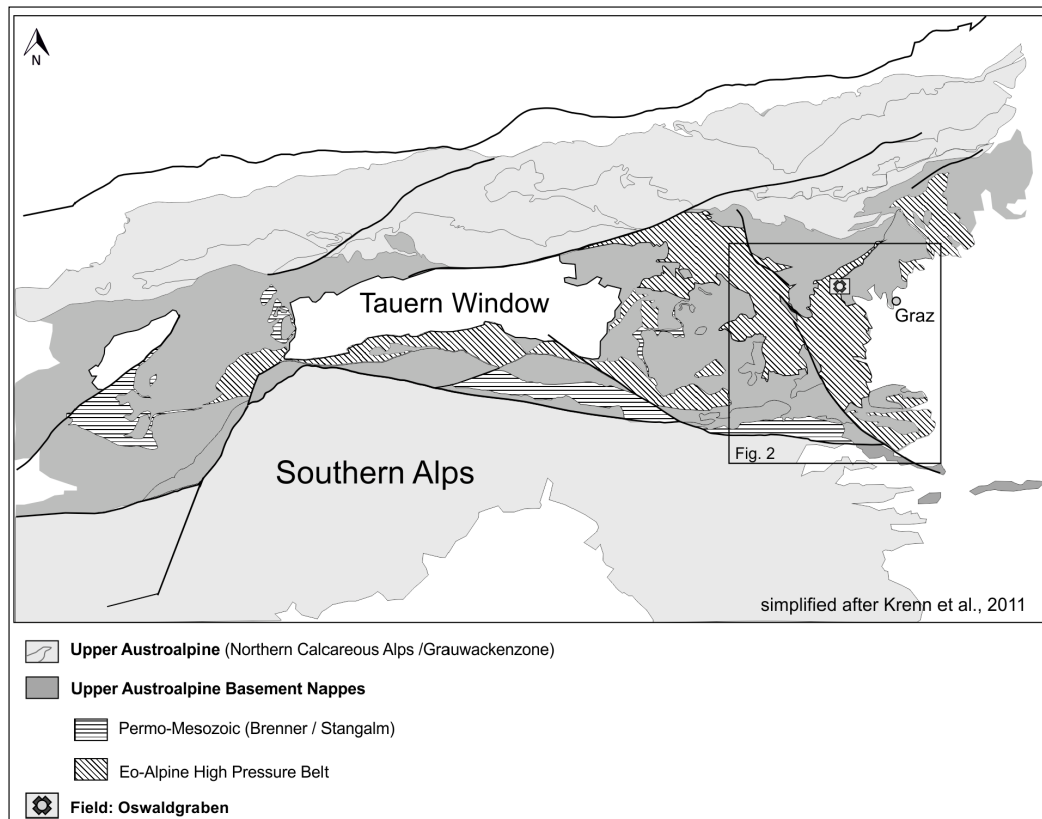 N
Tauern Window
Graz
Fig. 2
Southern Alps
simplified after Krenn et al., 2011
Upper Austroalpine (Northern Calcareous Alps /Grauwackenzone)
Upper Austroalpine Basement Nappes
Permo-Mesozoic (Brenner / Stangalm)
Eo-Alpine High Pressure Belt
Field: Oswaldgraben